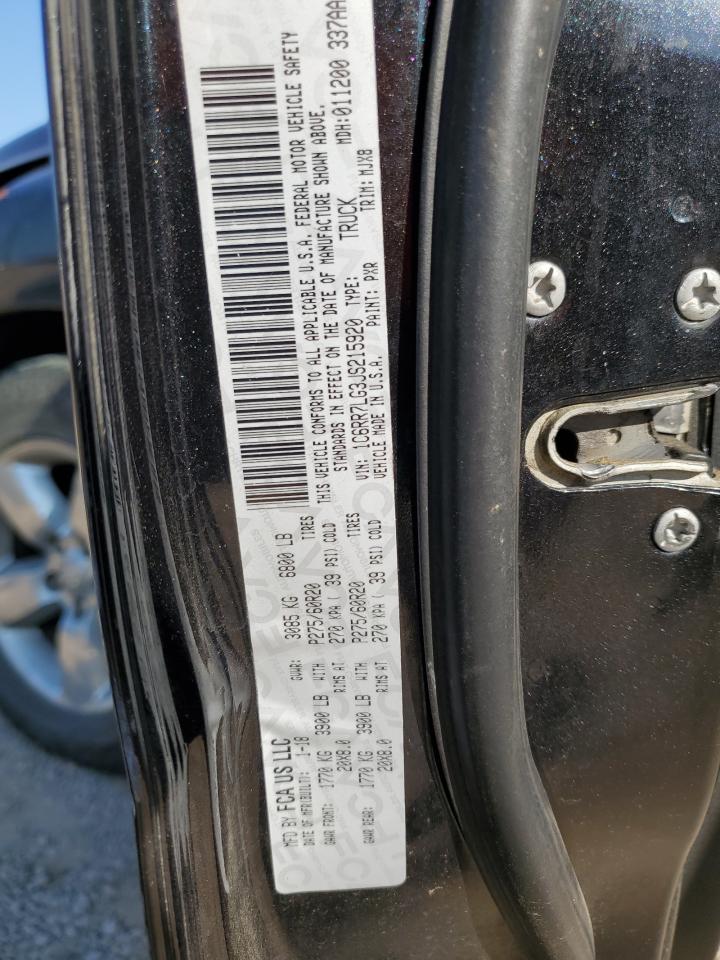 MFD BY FCA US LLC
DATE OF MFR(BUILT): 1-18 GVWR: 3085 KG 6800 LB
GAWR FRONT: 1770 KG 3900 LB WITH P275/60R20 TIRES
20X8.0 RIMS AT 270 KPA ( 39 PSI) COLD
GAWR REAR: 1770 KG 3900 LB WITH P275/60R20 TIRES
20X8.0 RIMS AT 270 KPA ( 39 PSI) COLD
THIS VEHICLE CONFORMS TO ALL APPLICABLE U.S.A. FEDERAL MOTOR VEHICLE SAFETY
STANDARDS IN EFFECT ON THE DATE OF MANUFACTURE SHOWN ABOVE.
MDH:011200 337AA
VIN: 1C6RR7LG3JS215920 TYPE: TRUCK
VEHICLE MADE IN U.S.A. PAINT: PXR TRIM: MJX8